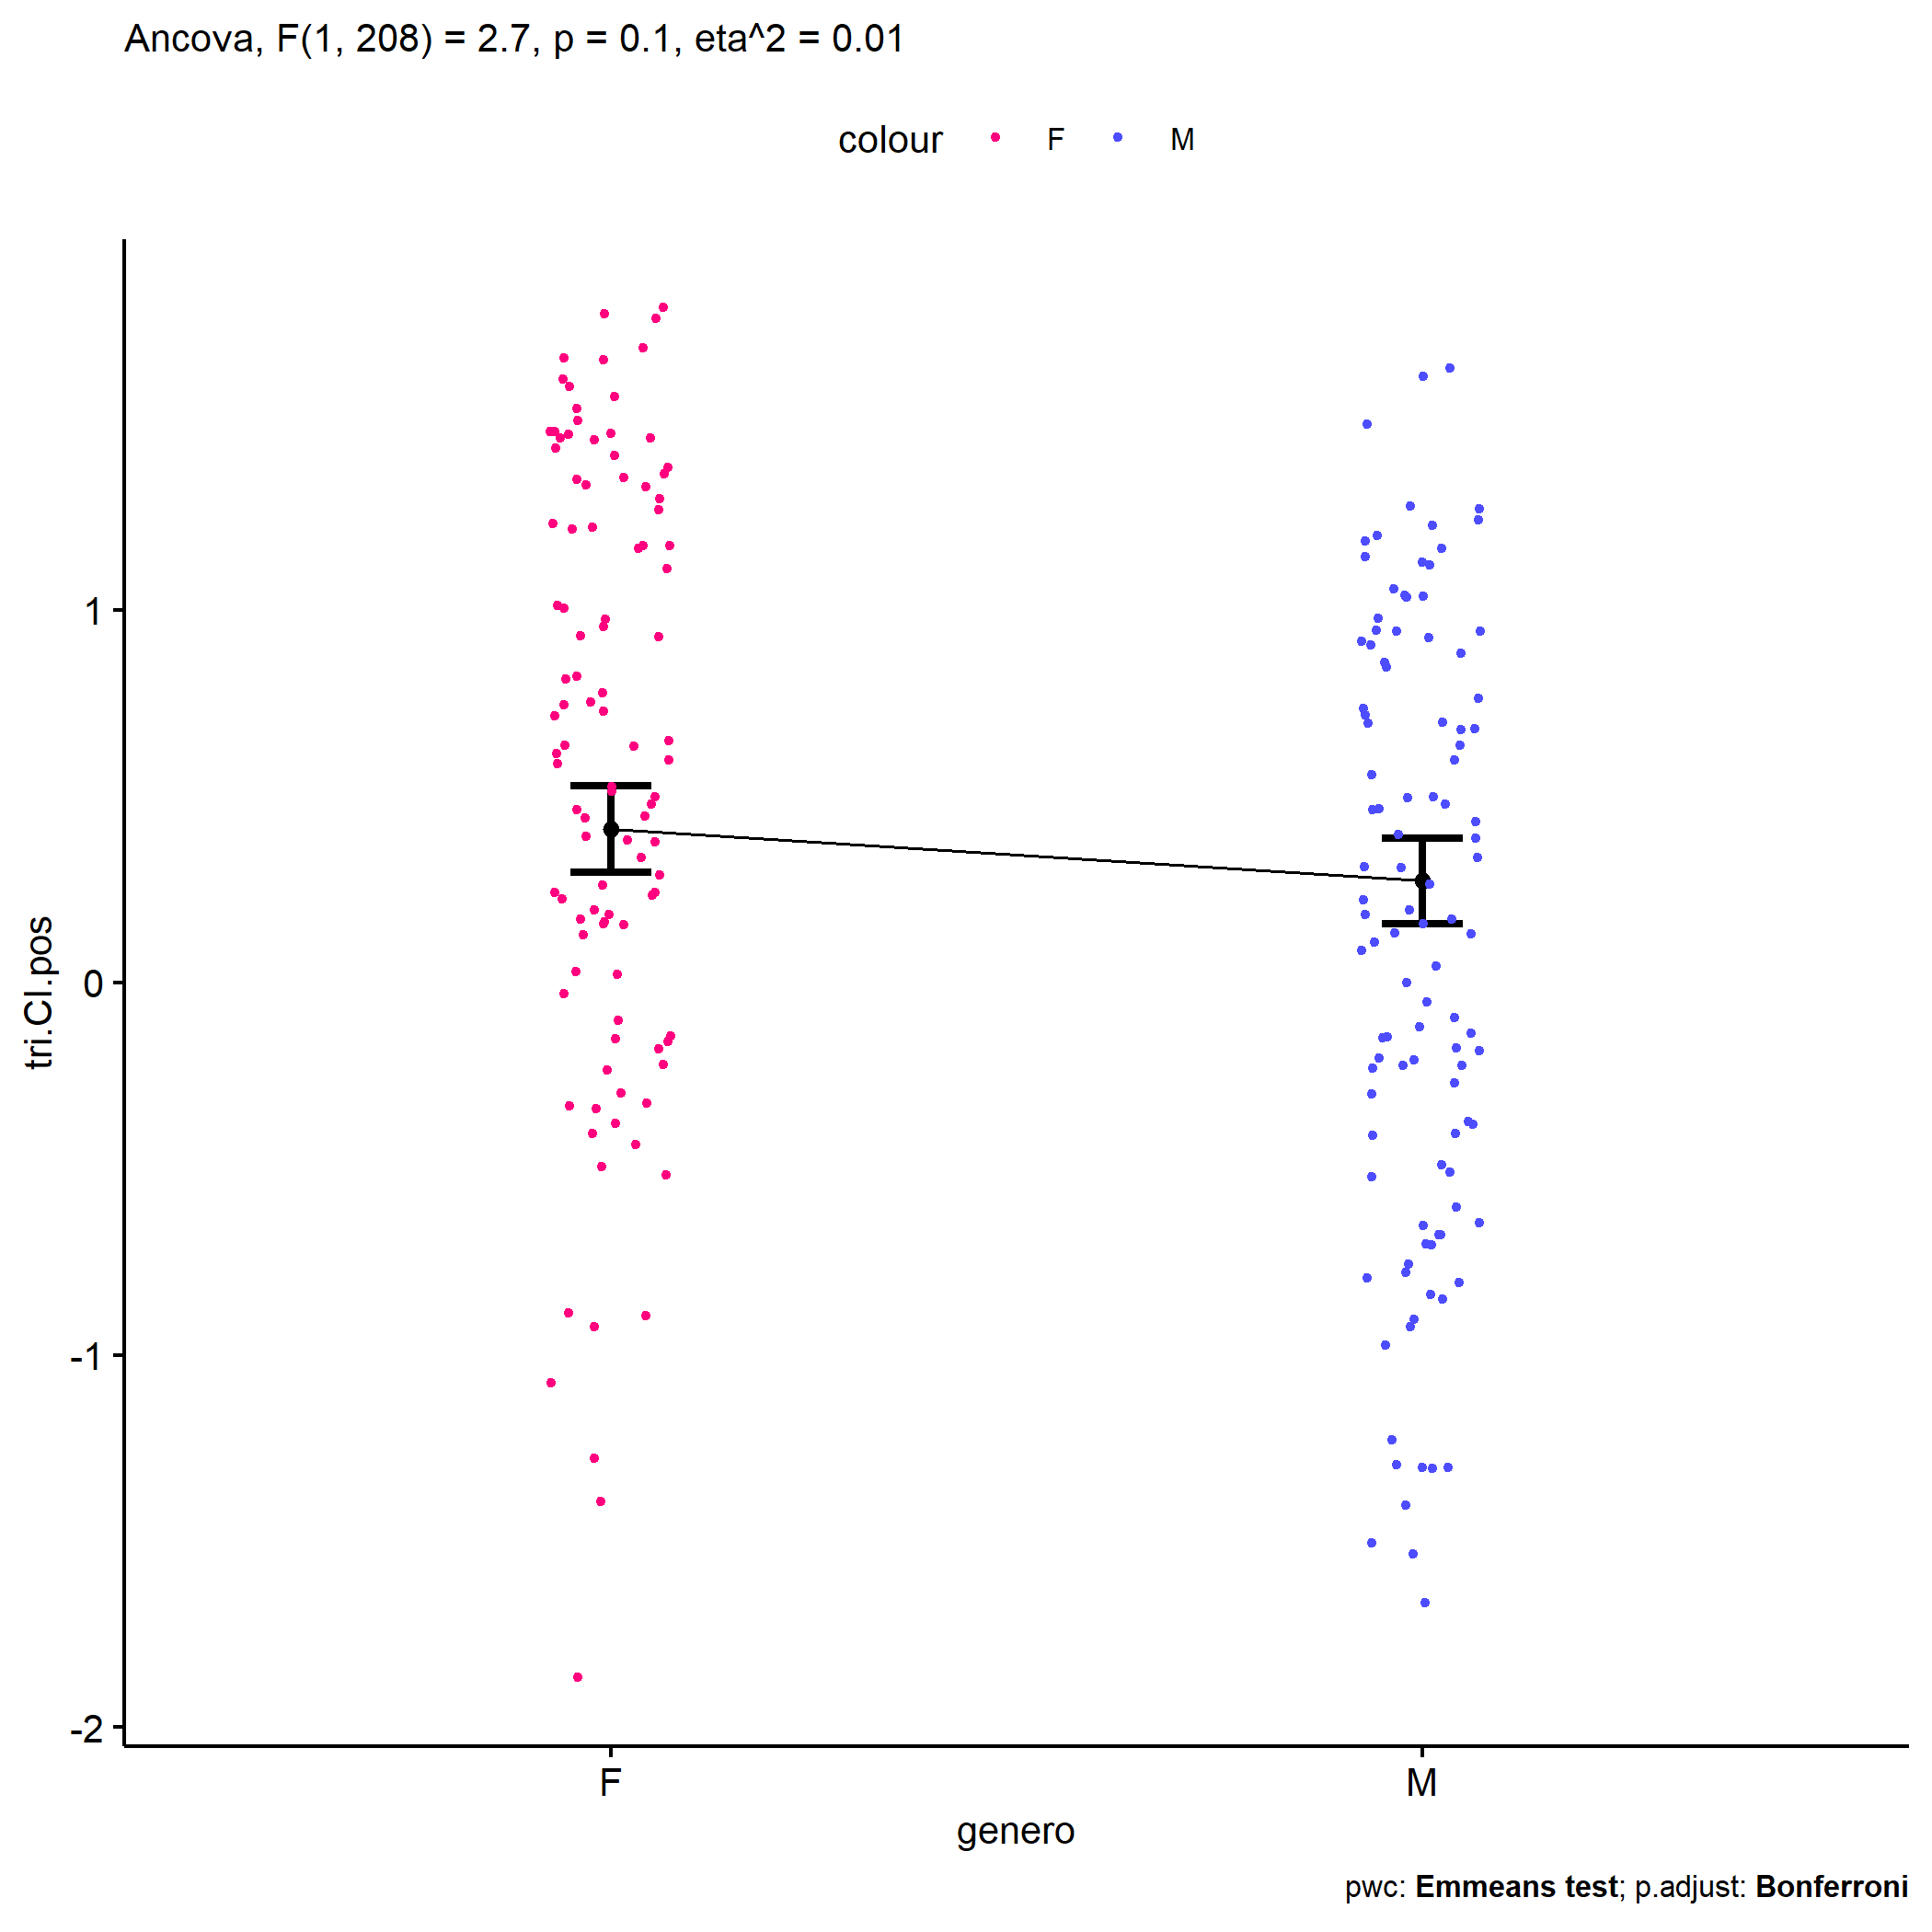 Ancova, F(1, 208) = 2.7, p = 0.1, eta^2 = 0.01
colour F M
tri.CI.pos
1
0
-1
-2
F M
genero
pwc: Emmeans test; p.adjust: Bonferroni